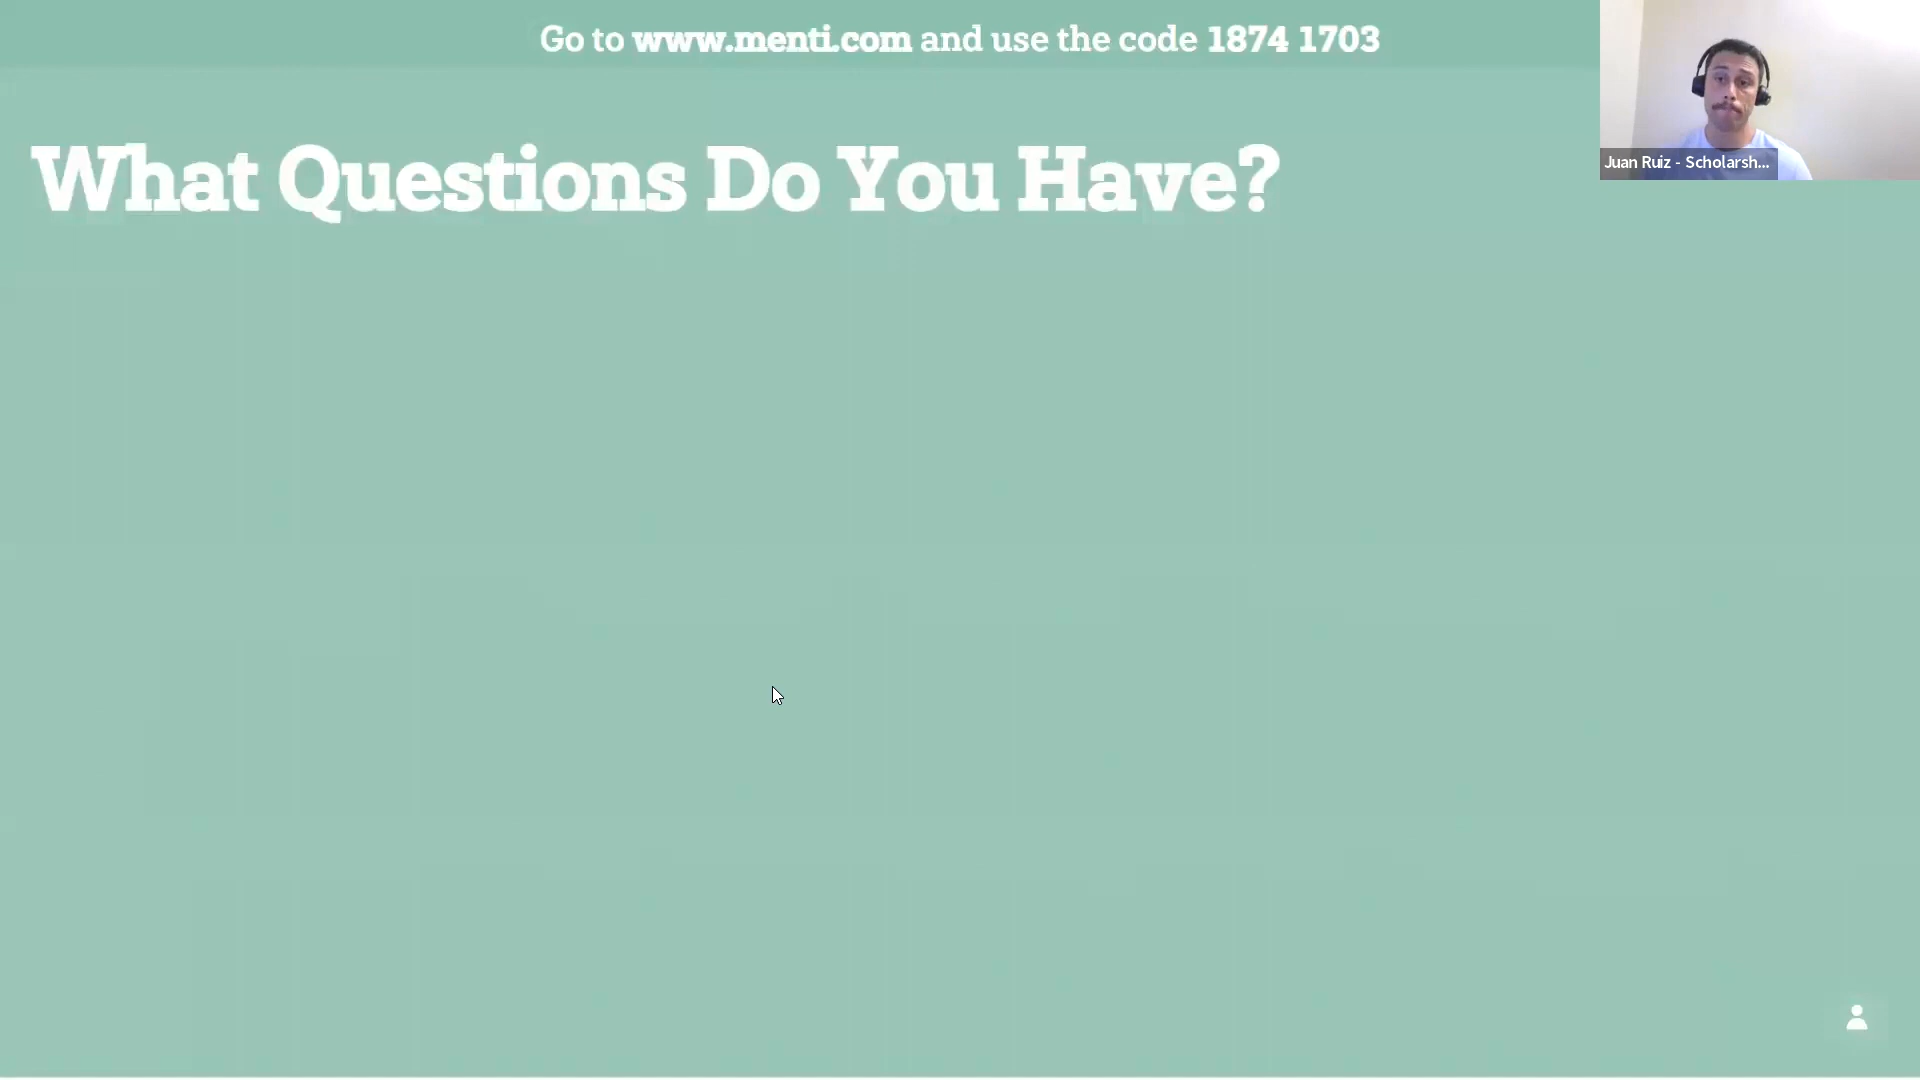 Go to www.menti.com and use the code 1874 1703
What Questions Do You Have?
Juan Ruiz - Scholarsh...